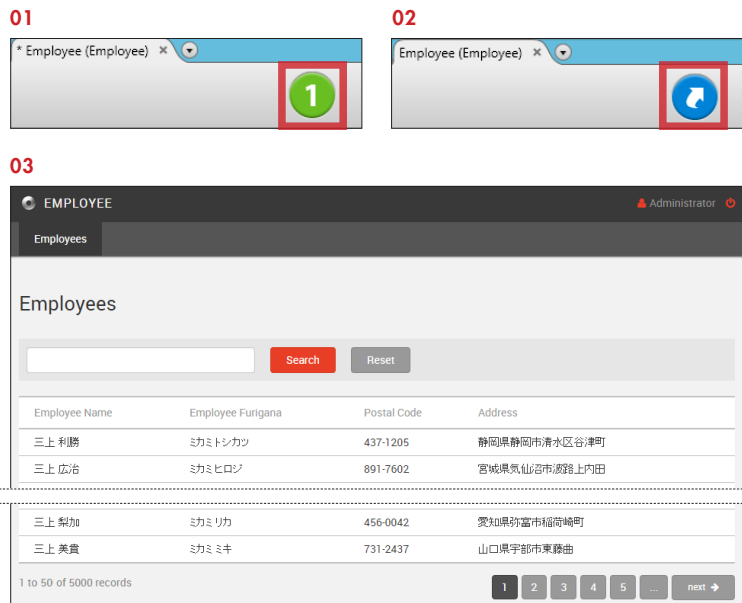 01
02
* Employee (Employee) ×
Employee (Employee) ×
1
03
EMPLOYEE
Administrator
Employees
Employees
Search Reset
Employee Name Employee Furigana Postal Code Address
三上 利勝 ミカミ トシカツ 437-1205 静岡県静岡市清水区谷津町
三上 広治 ミカミ ヒロジ 891-7602 宮城県気仙沼市波路上内田
三上 梨加 ミカミ リカ 456-0042 愛知県弥富市稲荷崎町
三上 美貴 ミカミ ミキ 731-2437 山口県宇部市東藤曲
1 to 50 of 5000 records
1 2 3 4 5 ... next →